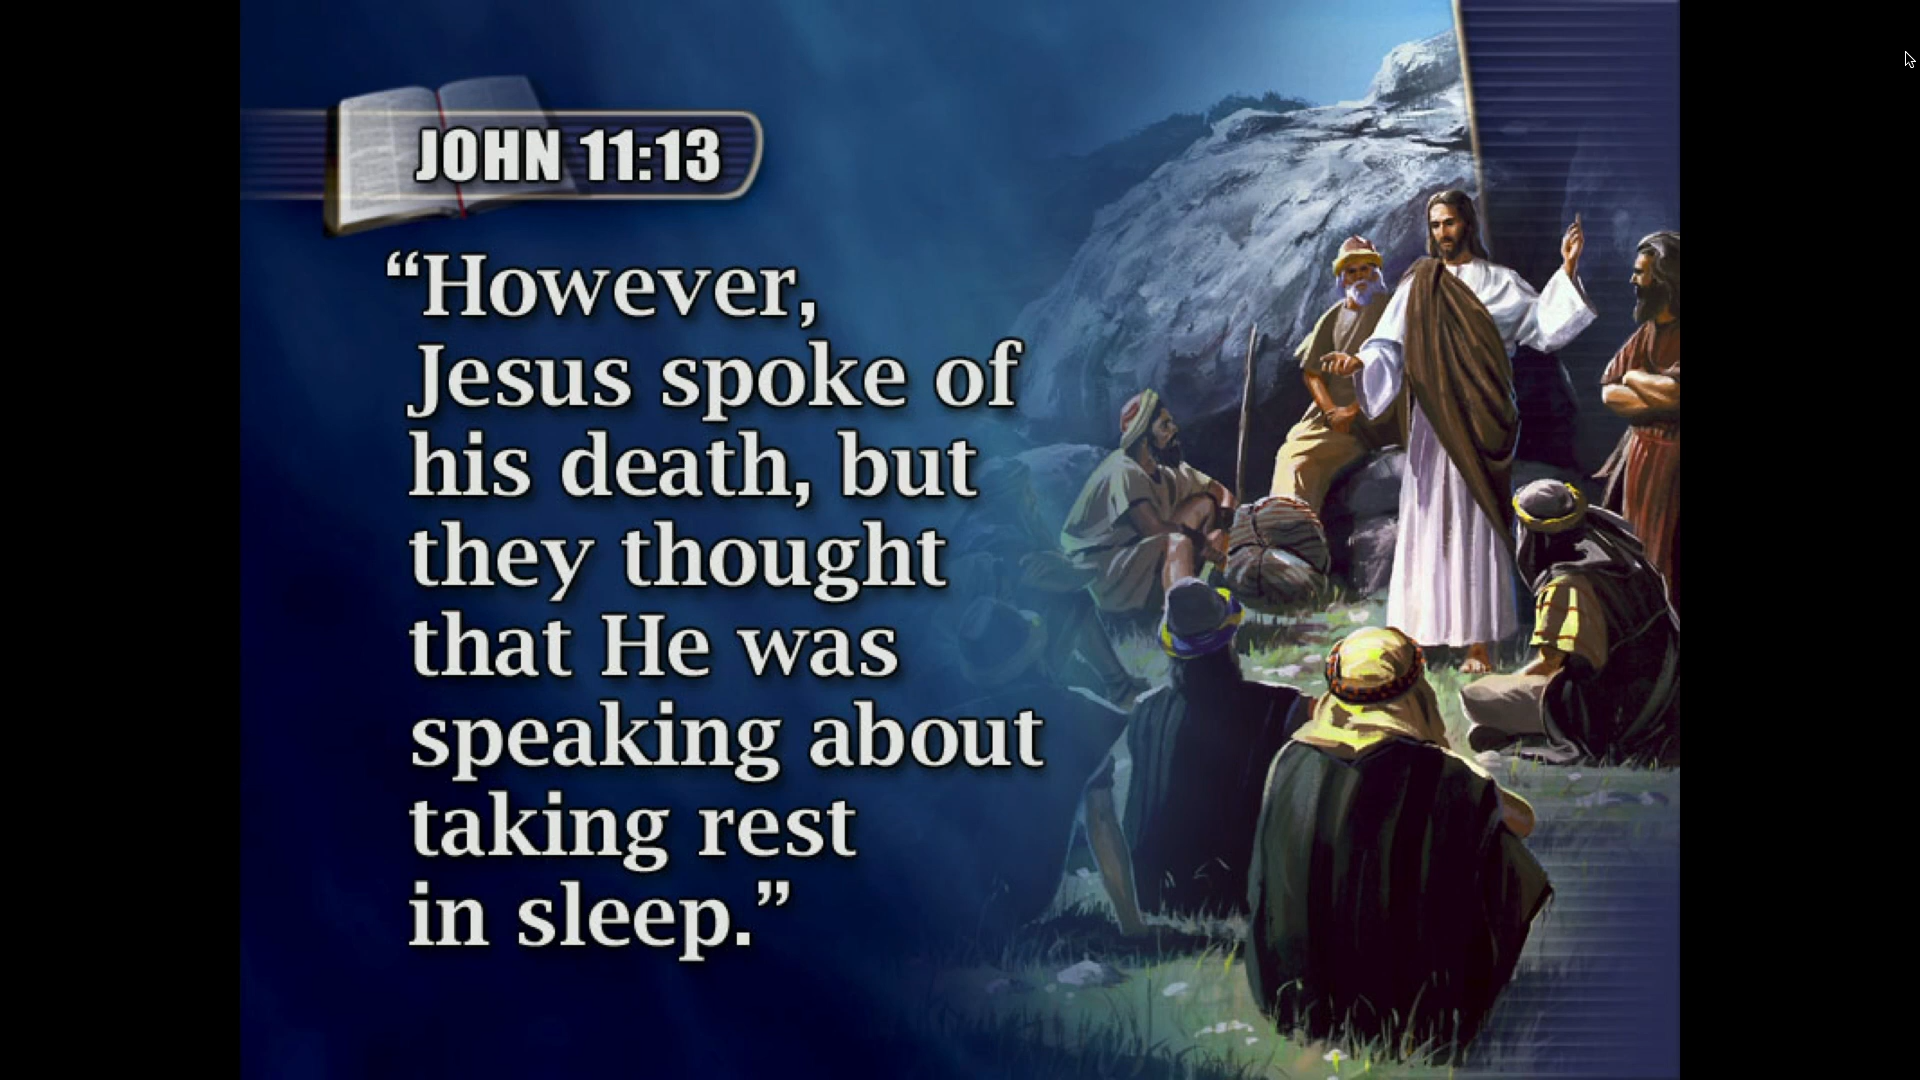 JOHN 11:13
“However,
Jesus spoke of
his death, but
they thought
that He was
speaking about
taking rest
in sleep.”